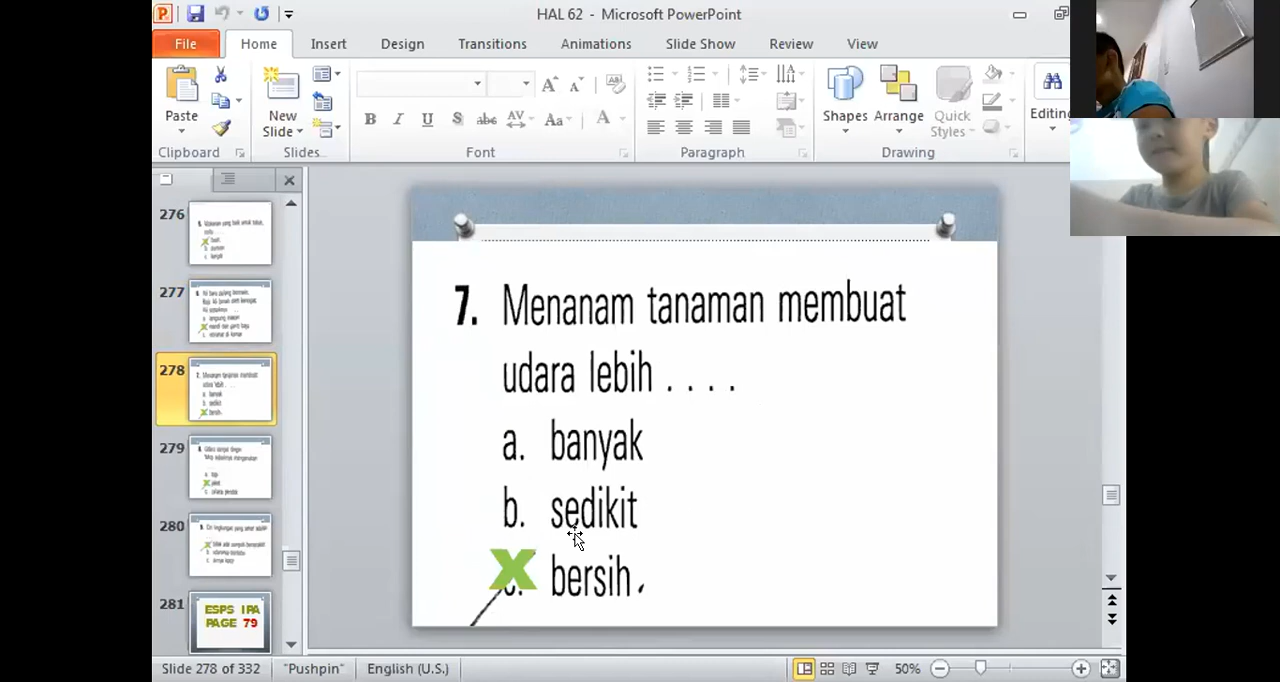 HAL 62 - Microsoft PowerPoint
File Home Insert Design Transitions Animations Slide Show Review View
Paste
New
Slide
Shapes Arrange Quick
Styles
Editing
Clipboard Slides Font Paragraph Drawing
276
277
278
279
280
281
ESPS IPA
PAGE 79
7. Menanam tanaman membuat
udara lebih . . . .
a. banyak
b. sedikit
X c. bersih
Slide 278 of 332 "Pushpin" English (U.S.) 50%